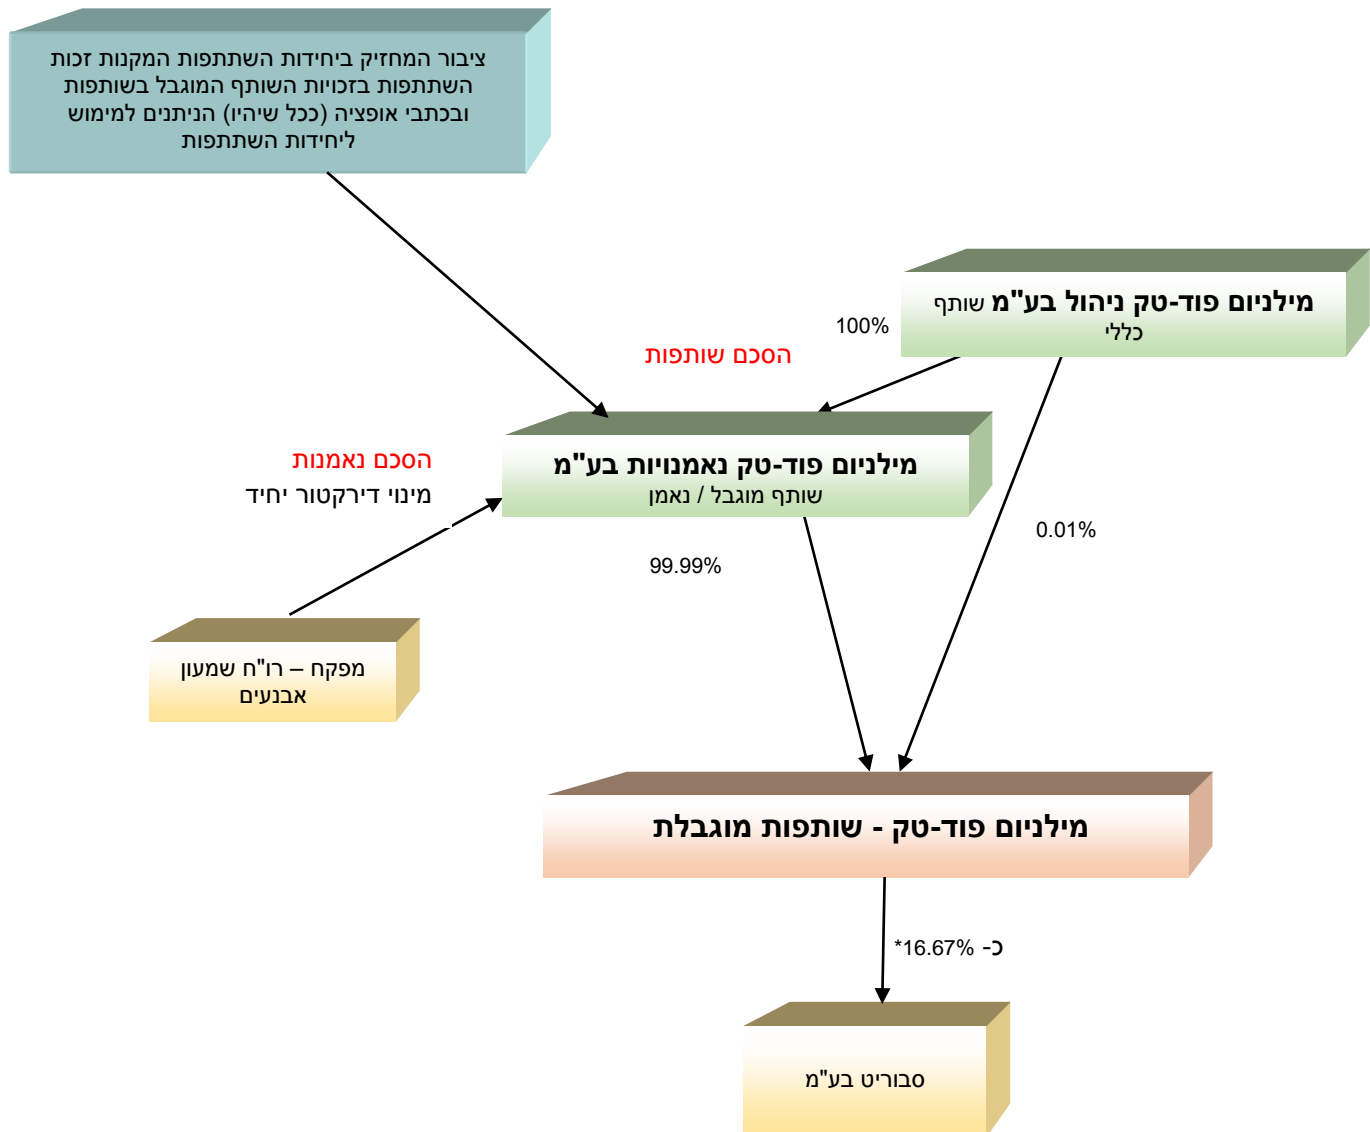 ציבור המחזיק ביחידות השתתפות המקנות זכות
השתתפות בזכויות השותף המוגבל בשותפות
ובכתבי אופציה (ככל שיהיו) הניתנים למימוש
ליחידות השתתפות
מילניום פוד-טק ניהול בע"מ שותף
כללי
100%
הסכם שותפות
מילניום פוד-טק נאמנויות בע"מ
שותף מוגבל / נאמן
הסכם נאמנות
מינוי דירקטור יחיד
0.01%
99.99%
מפקח – רו"ח שמעון
אבנעים
מילניום פוד-טק - שותפות מוגבלת
כ- 16.67%*
סבוריט בע"מ